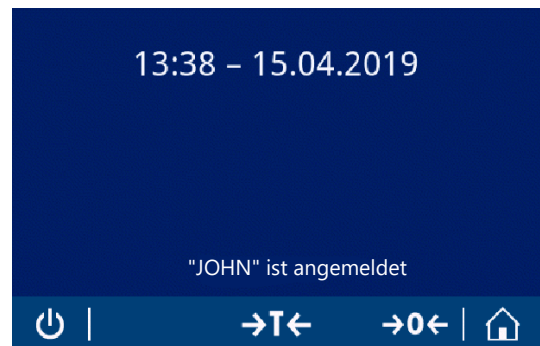 13:38 – 15.04.2019
"JOHN" ist angemeldet
→T← →0←